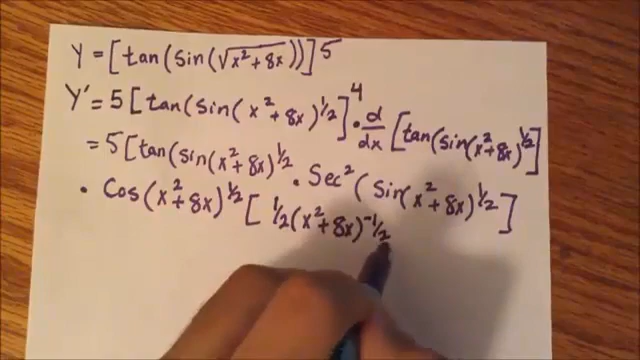 Y = [tan(sin(√x²+8x))]⁵
Y' = 5[tan(sin(x²+8x)^1/2]⁴ · d/dx [tan(sin(x²+8x)^1/2]
= 5[tan(sin(x²+8x)^1/2 · Sec²(sin(x²+8x)^1/2]
· Cos(x²+8x)^1/2 [1/2(x²+8x)^-1/2